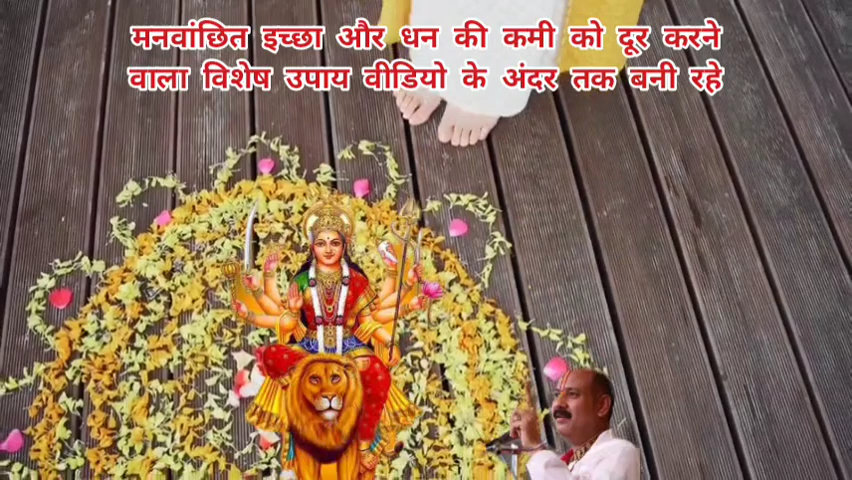 मनवांछित इच्छा और धन की कमी को दूर करने
वाला विशेष उपाय वीडियो के अंदर तक बनी रहे